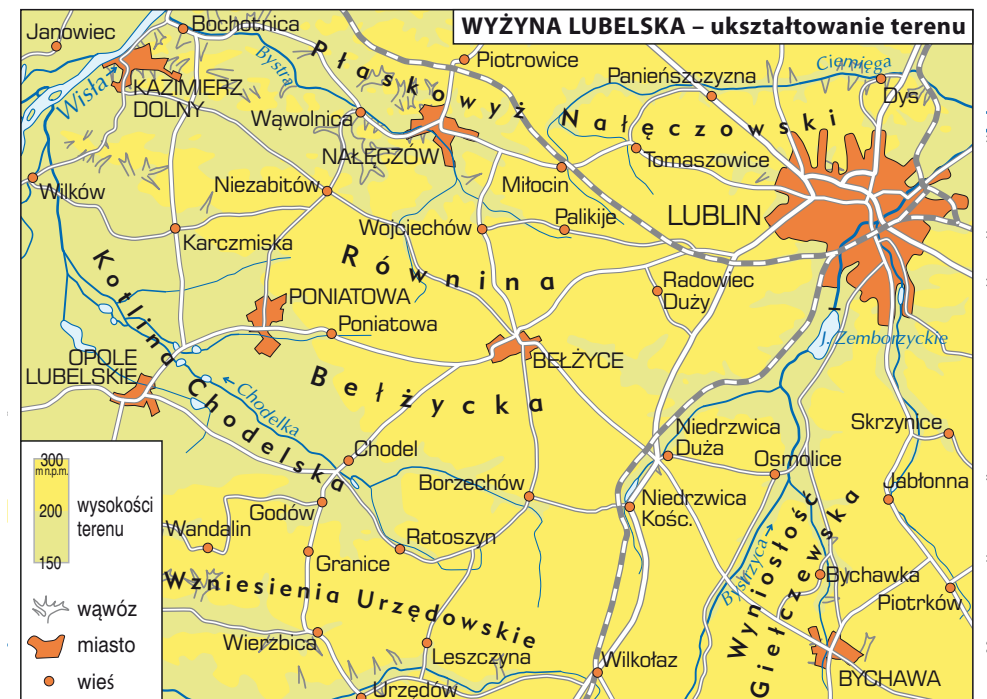 WYŻYNA LUBELSKA – ukształtowanie terenu
Janowiec
Bochotnica
Piotrowice
Panieńszczyzna
Ciemięga
Dys
Wisła
KAZIMIERZ
DOLNY
Bystra
Wąwolnica
Płaskowyż Nałęczowski
NAŁĘCZÓW
Tomaszowice
Miłocin
Wilków
Niezabitów
LUBLIN
Karczmiska
Wojciechów
Palikije
Równina
Bełżycka
Radowiec
Duży
PONIATOWA
Poniatowa
BEŁŻYCE
J. Zemborzyckie
Kotlina Chodelska
OPOLE
LUBELSKIE
Chodelka
Chodel
Niedrzwica
Duża
Skrzynice
Osmolice
Borzechów
Niedrzwica
Kośc.
Jabłonna
Godów
Wandalin
Ratoszyn
Granice
Wzniesienia Urzędowskie
Bystrzyca
Wyniosłość
Giełczewska
Bychawka
Piotrków
Wierzbica
Leszczyna
Wilkołaz
BYCHAWA
Urzędów
300
m n.p.m.
200
150
wysokości
terenu
wąwóz
miasto
wieś